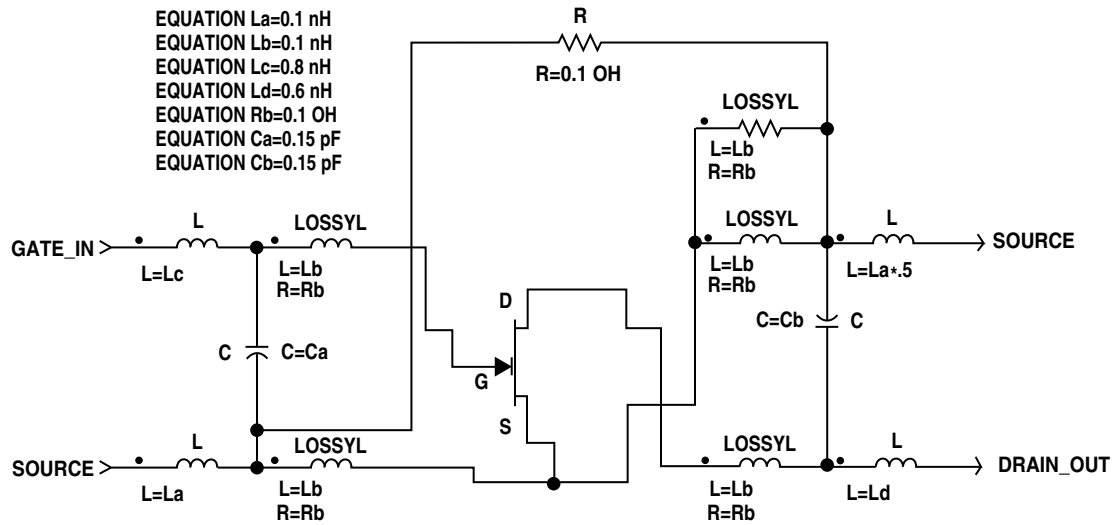 EQUATION La=0.1 nH
EQUATION Lb=0.1 nH
EQUATION Lc=0.8 nH
EQUATION Ld=0.6 nH
EQUATION Rb=0.1 OH
EQUATION Ca=0.15 pF
EQUATION Cb=0.15 pF
R
R=0.1 OH
LOSSYL
L=Lb
R=Rb
L
LOSSYL
GATE_IN
L=Lc
L=Lb
R=Rb
LOSSYL
L
SOURCE
L=Lb
R=Rb
L=La*.5
D
C=Cb
C
C
C=Ca
G
S
L
LOSSYL
SOURCE
L=La
L=Lb
R=Rb
LOSSYL
L
DRAIN_OUT
L=Lb
R=Rb
L=Ld